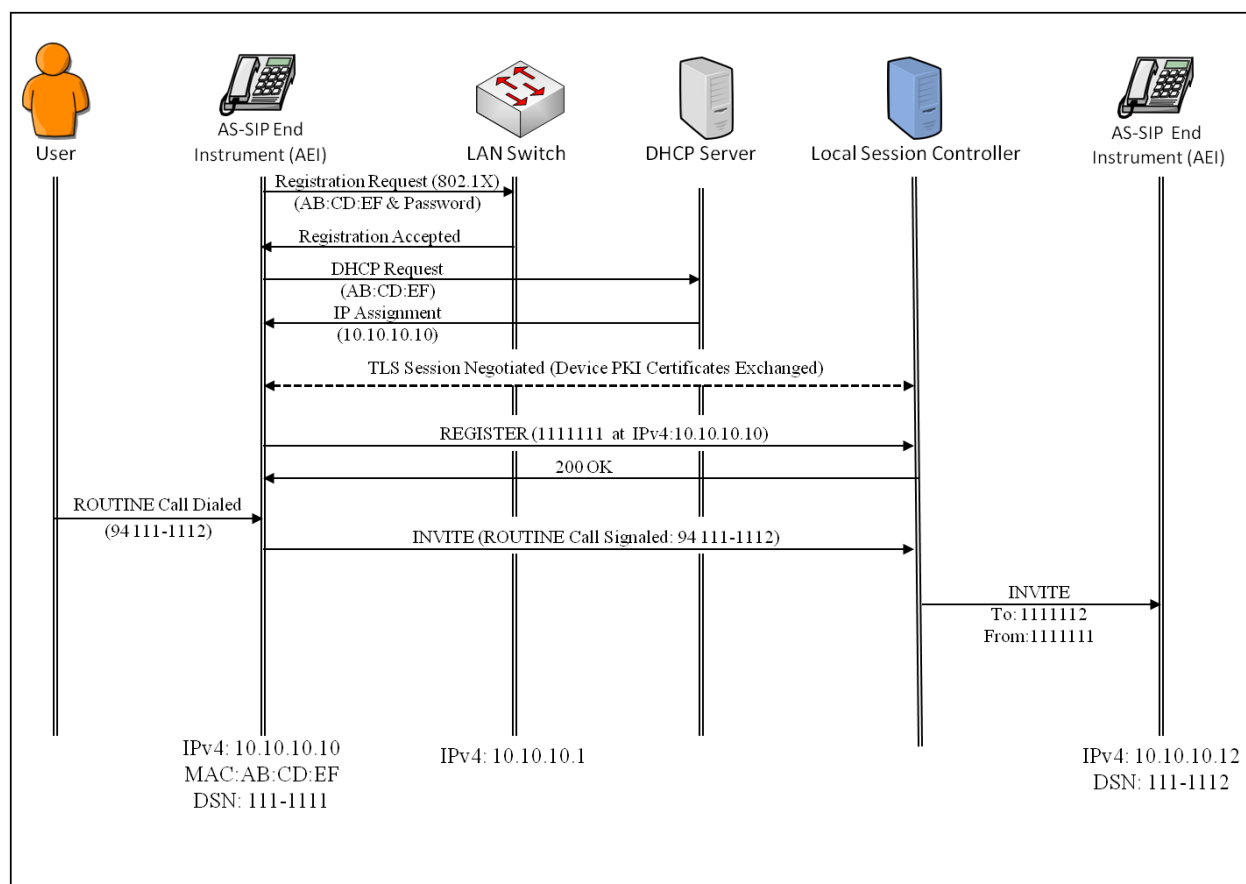 User
AS-SIP End
Instrument (AEI)
LAN Switch
DHCP Server
Local Session Controller
AS-SIP End
Instrument (AEI)
Registration Request (802.1X)
(AB:CD:EF & Password)
Registration Accepted
DHCP Request
(AB:CD:EF)
IP Assignment
(10.10.10.10)
TLS Session Negotiated (Device PKI Certificates Exchanged)
REGISTER (1111111 at IPv4:10.10.10.10)
200 OK
ROUTINE Call Dialed
(94 111-1112)
INVITE (ROUTINE Call Signaled: 94 111-1112)
INVITE
To: 1111112
From:1111111
IPv4: 10.10.10.10
MAC:AB:CD:EF
DSN: 111-1111
IPv4: 10.10.10.1
IPv4: 10.10.10.12
DSN: 111-1112